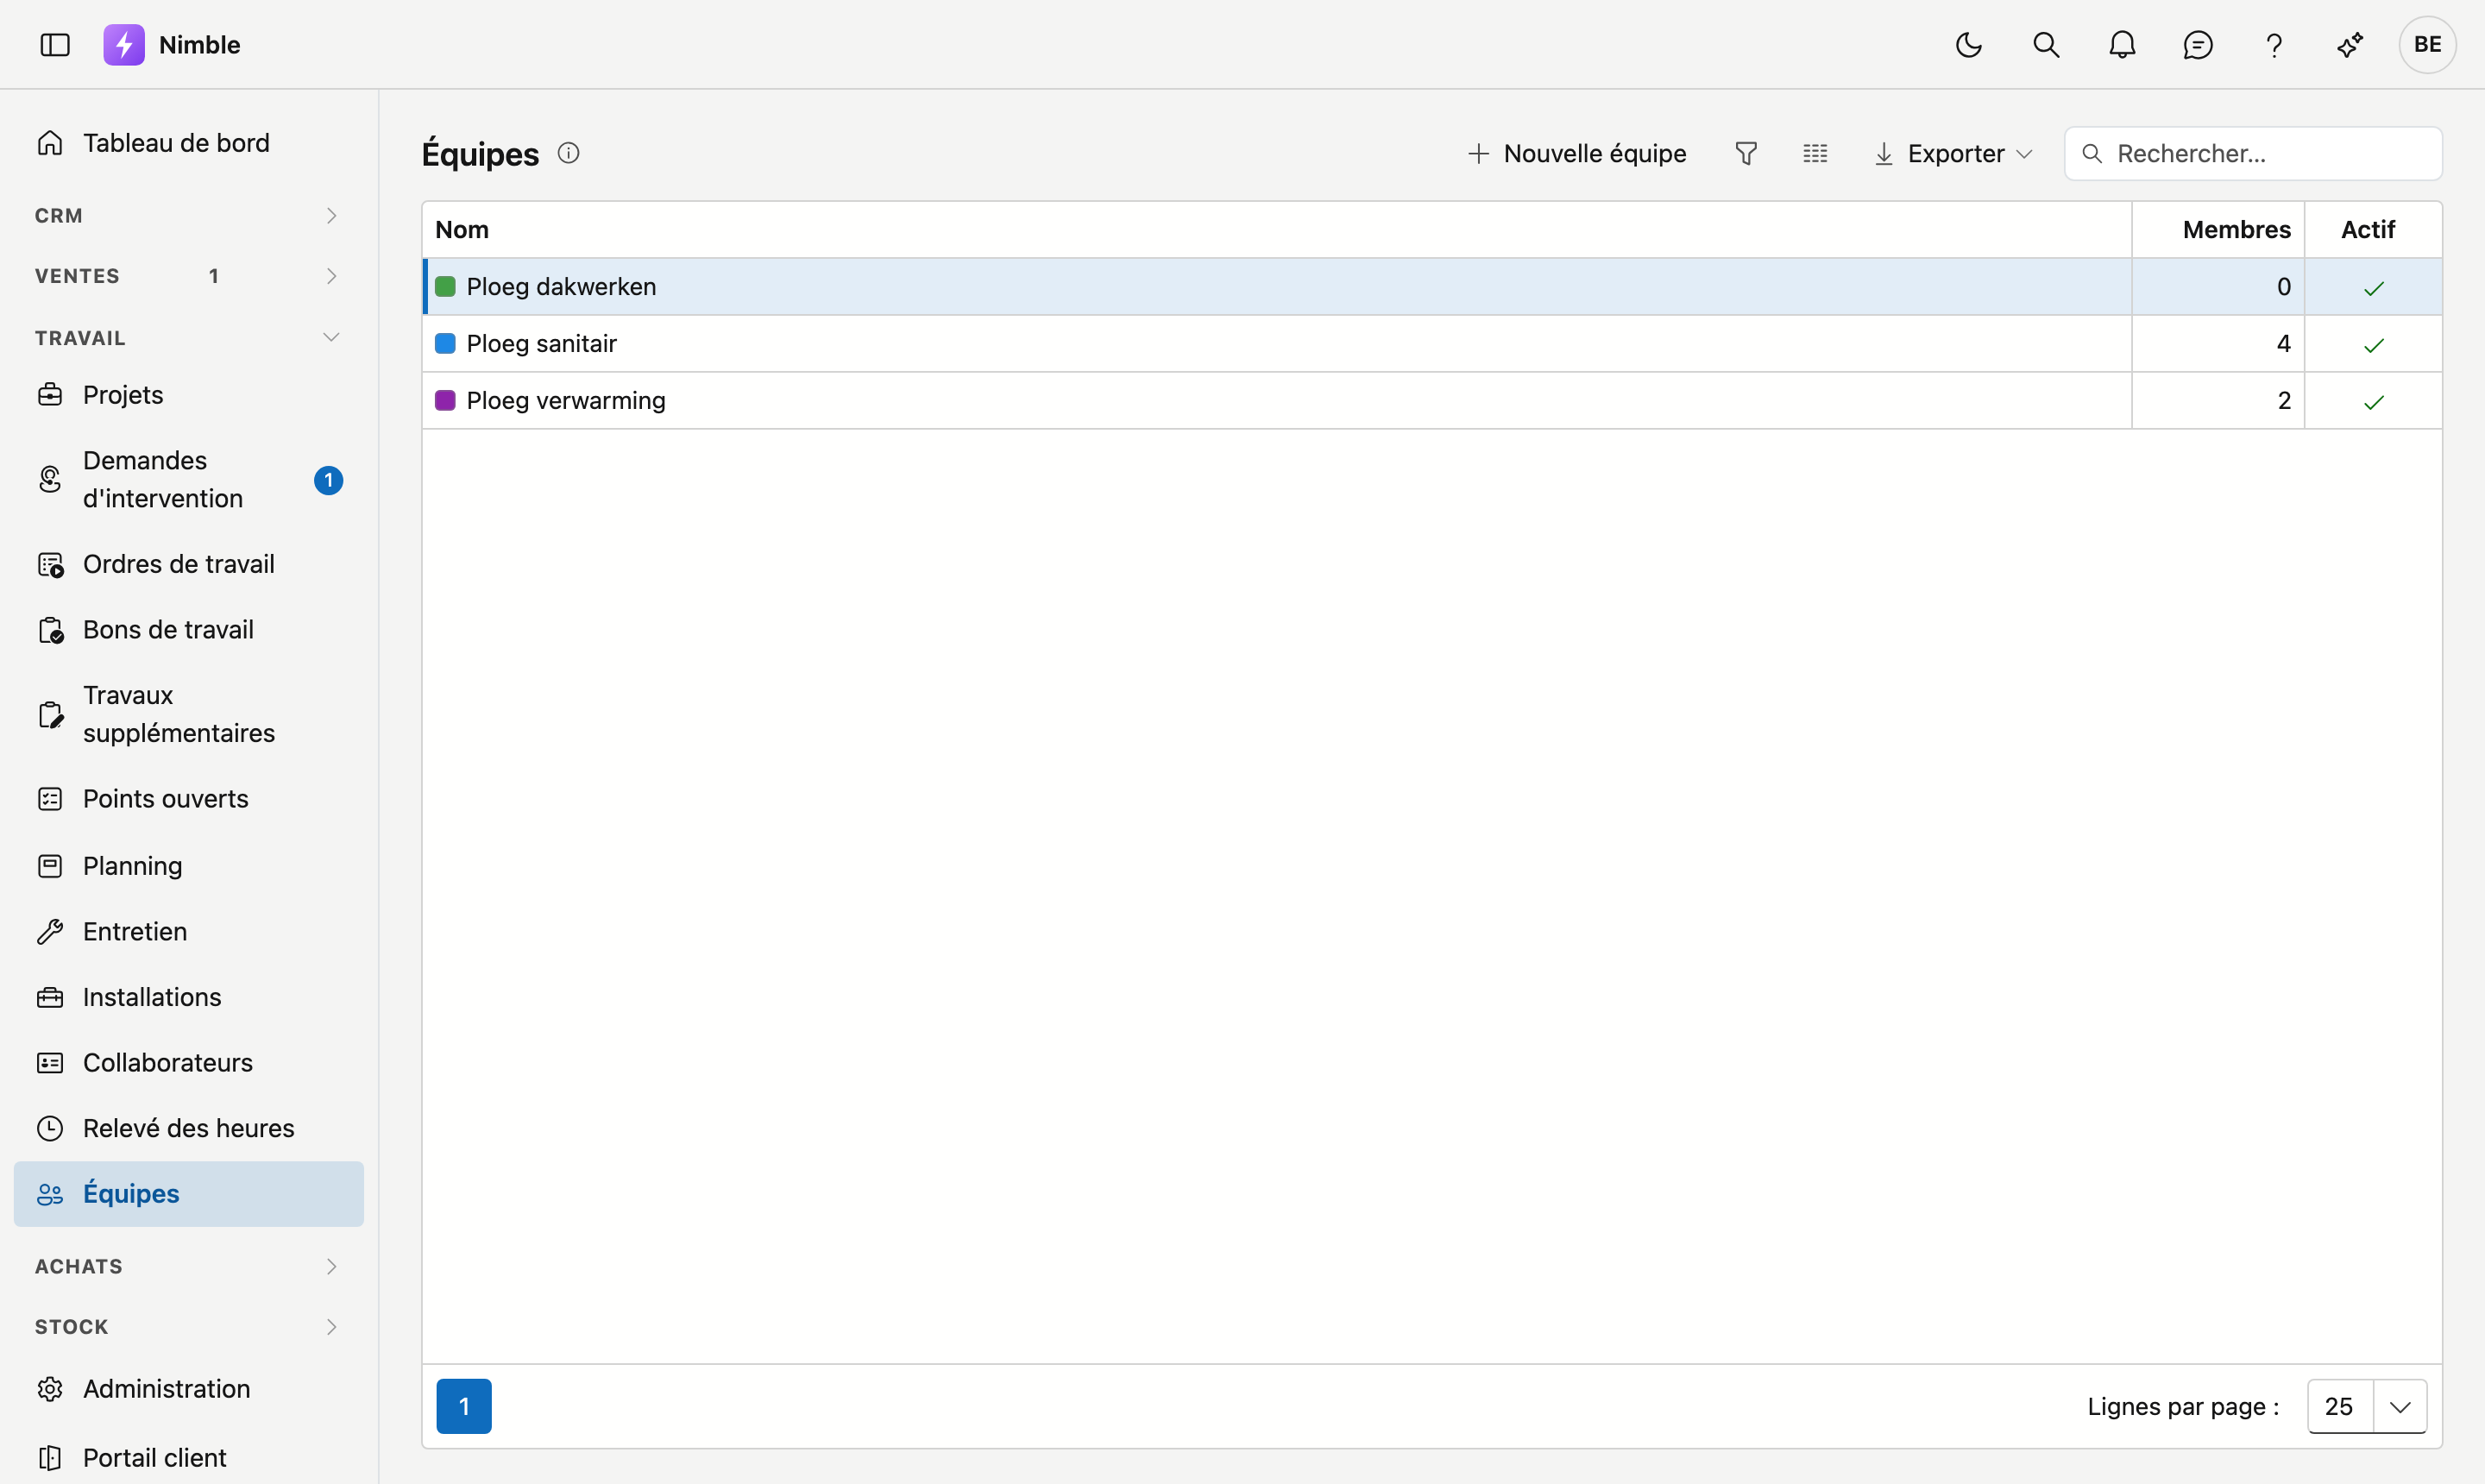 Nimble
BE
Tableau de bord
CRM
VENTES 1
TRAVAIL
Projets
Demandes
d'intervention
1
Ordres de travail
Bons de travail
Travaux
supplémentaires
Points ouverts
Planning
Entretien
Installations
Collaborateurs
Relevé des heures
Équipes
ACHATS
STOCK
Administration
Portail client
Équipes
Nouvelle équipe
Exporter
Rechercher...
Nom Membres Actif
Ploeg dakwerken 0
Ploeg sanitair 4
Ploeg verwarming 2
1
Lignes par page : 25